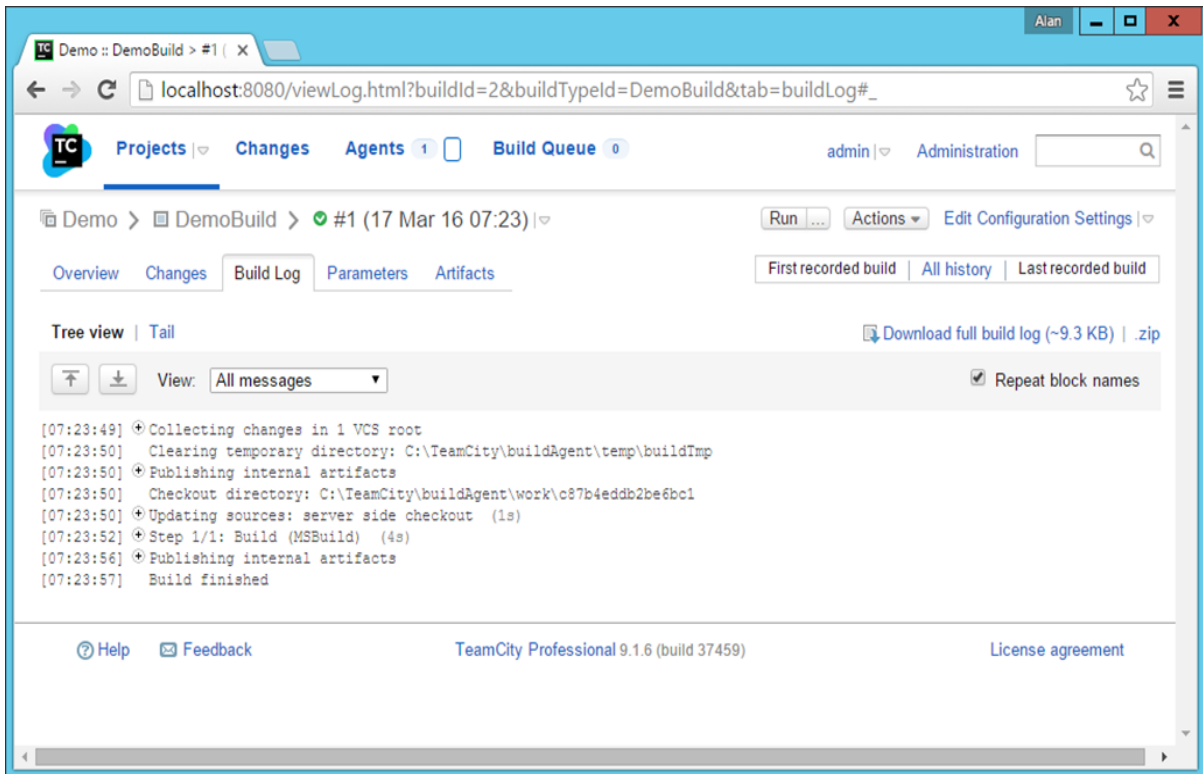 Alan
TC Demo :: DemoBuild > #1 (
localhost:8080/viewLog.html?buildId=2&buildTypeId=DemoBuild&tab=buildLog#_
TC Projects Changes Agents 1 Build Queue 0 admin Administration
Demo > DemoBuild > #1 (17 Mar 16 07:23) Run ... Actions Edit Configuration Settings
Overview Changes Build Log Parameters Artifacts First recorded build | All history | Last recorded build
Tree view | Tail Download full build log (~9.3 KB) | .zip
View: All messages Repeat block names
[07:23:49] Collecting changes in 1 VCS root
[07:23:50] Clearing temporary directory: C:\TeamCity\buildAgent\temp\buildTmp
[07:23:50] Publishing internal artifacts
[07:23:50] Checkout directory: C:\TeamCity\buildAgent\work\c87b4eddb2be6bc1
[07:23:50] Updating sources: server side checkout (1s)
[07:23:52] Step 1/1: Build (MSBuild) (4s)
[07:23:56] Publishing internal artifacts
[07:23:57] Build finished
Help Feedback TeamCity Professional 9.1.6 (build 37459) License agreement